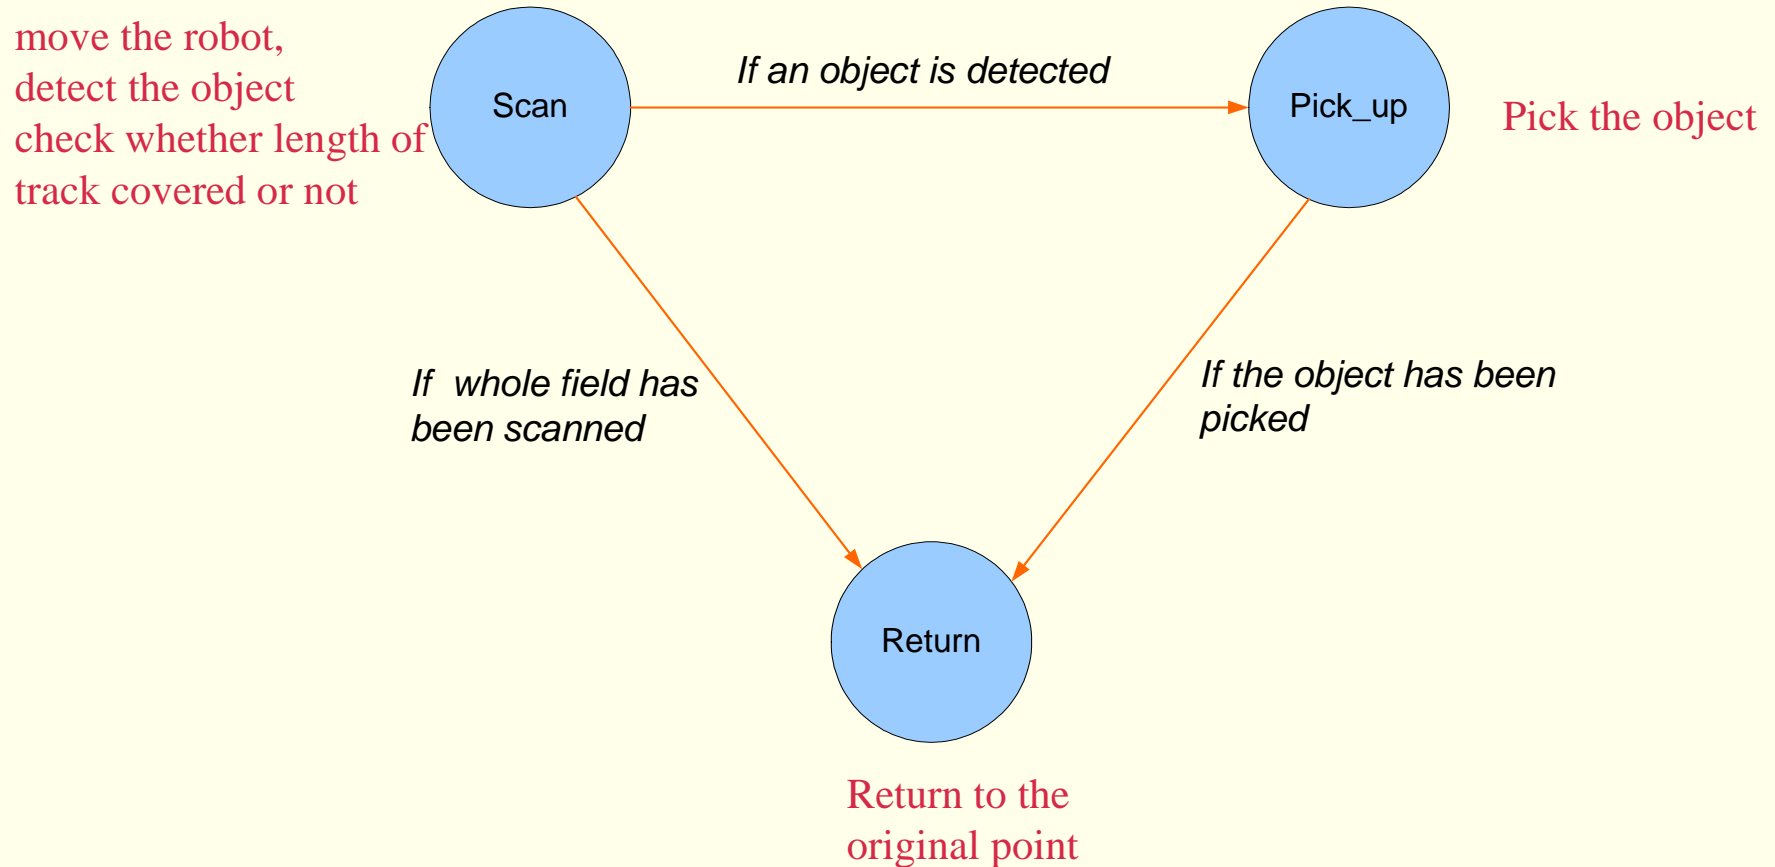 move the robot,
detect the object
check whether length of
track covered or not
Scan
If an object is detected
Pick_up
Pick the object
If whole field has
been scanned
If the object has been
picked
Return
Return to the
original point